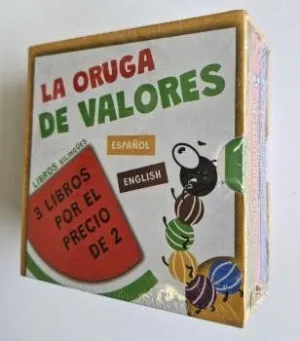 LA ORUGA
DE VALORES
ESPAÑOL
ENGLISH
LIBROS BILINGÜES
3 LIBROS
POR EL
PRECIO
DE 2